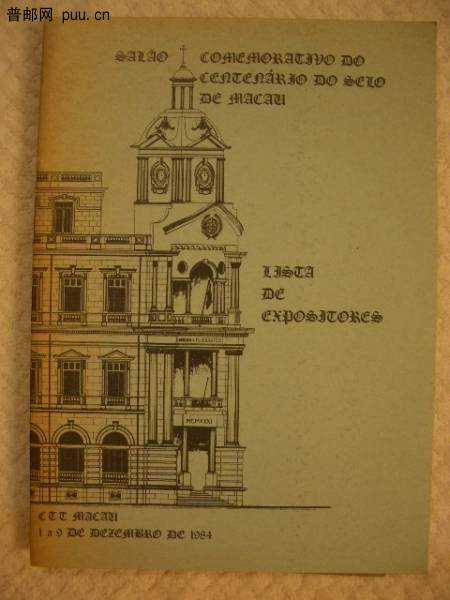 普邮网 puu.cn
SALÃO COMEMORATIVO DO
CENTENÁRIO DO SELO
DE MACAU
LISTA
DE
EXPOSITORES
MCMXXXI
CTT MACAU
1 a 9 DE DEZEMBRO DE 1984